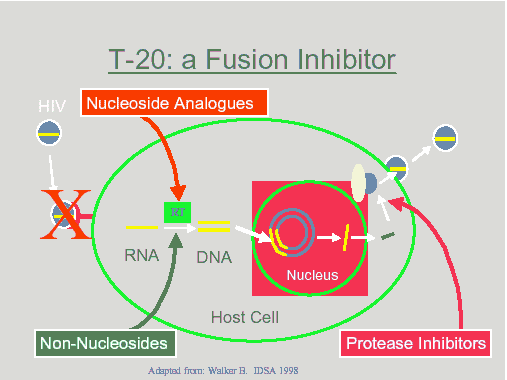 T-20: a Fusion Inhibitor
Nucleoside Analogues
HIV
X
RT
RNA
DNA
Nucleus
Host Cell
Non-Nucleosides
Protease Inhibitors
Adapted from: Walker B. IDSA 1998